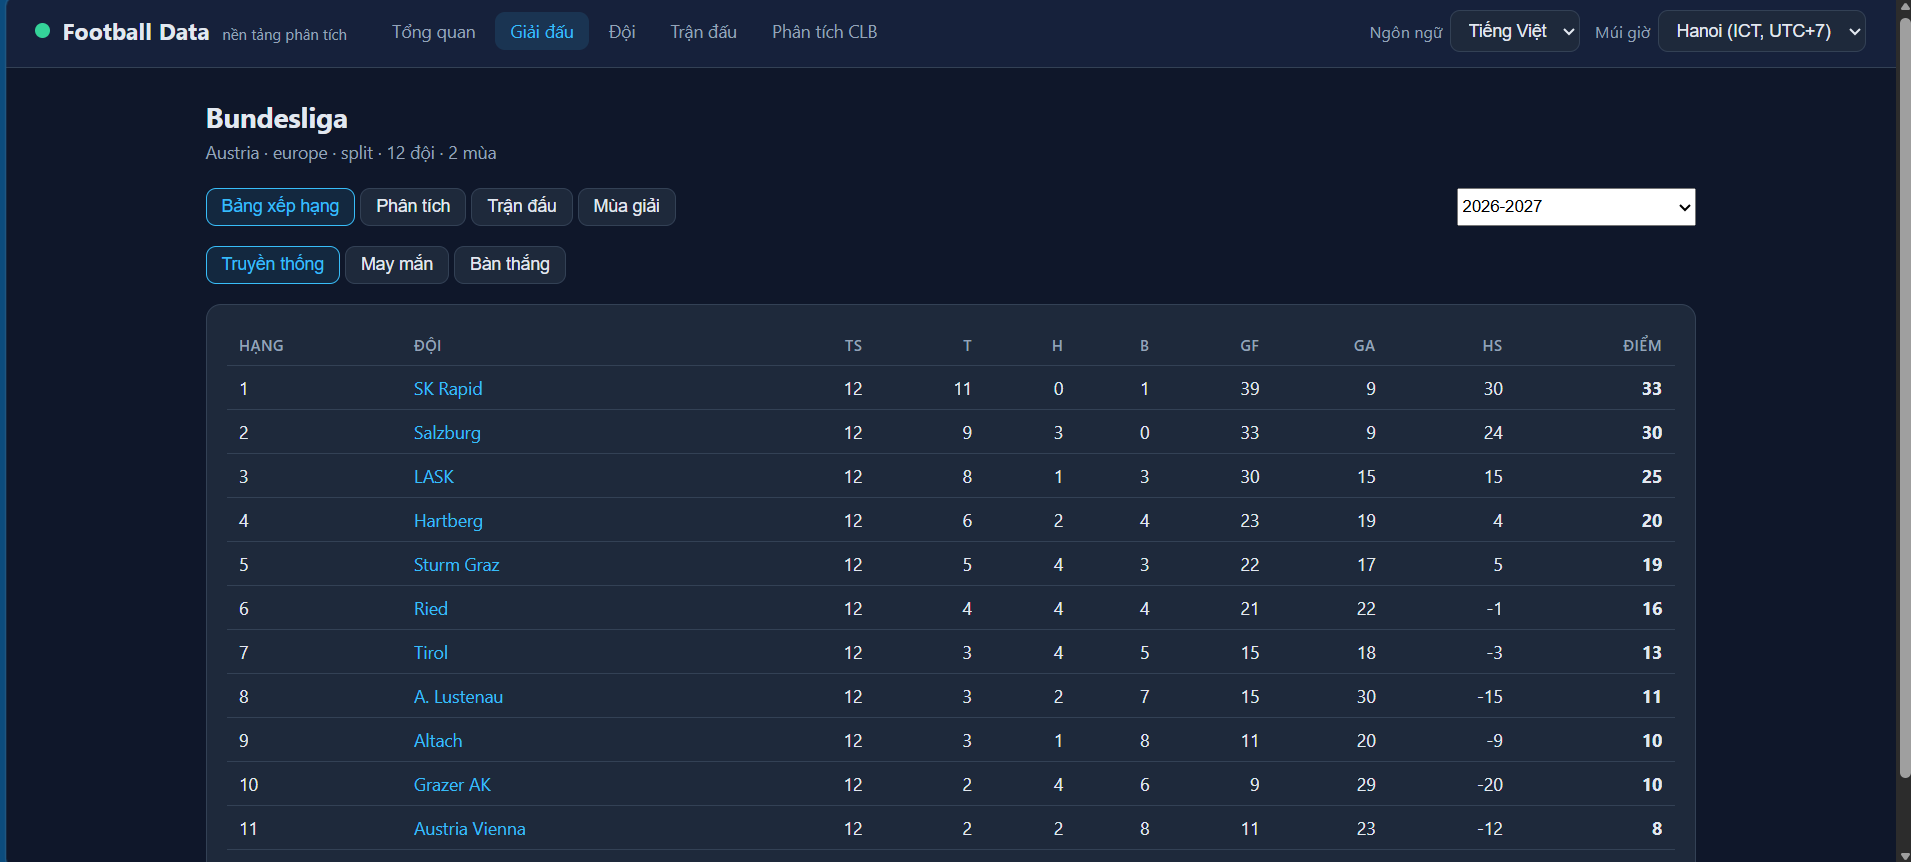 Football Data nền tảng phân tích Tổng quan Giải đấu Đội Trận đấu Phân tích CLB Ngôn ngữ Tiếng Việt Múi giờ Hanoi (ICT, UTC+7)
Bundesliga
Austria · europe · split · 12 đội · 2 mùa
Bảng xếp hạng Phân tích Trận đấu Mùa giải 2026-2027
Truyền thống May mắn Bàn thắng
HẠNG ĐỘI TS T H B GF GA HS ĐIỂM
1 SK Rapid 12 11 0 1 39 9 30 33
2 Salzburg 12 9 3 0 33 9 24 30
3 LASK 12 8 1 3 30 15 15 25
4 Hartberg 12 6 2 4 23 19 4 20
5 Sturm Graz 12 5 4 3 22 17 5 19
6 Ried 12 4 4 4 21 22 -1 16
7 Tirol 12 3 4 5 15 18 -3 13
8 A. Lustenau 12 3 2 7 15 30 -15 11
9 Altach 12 3 1 8 11 20 -9 10
10 Grazer AK 12 2 4 6 9 29 -20 10
11 Austria Vienna 12 2 2 8 11 23 -12 8